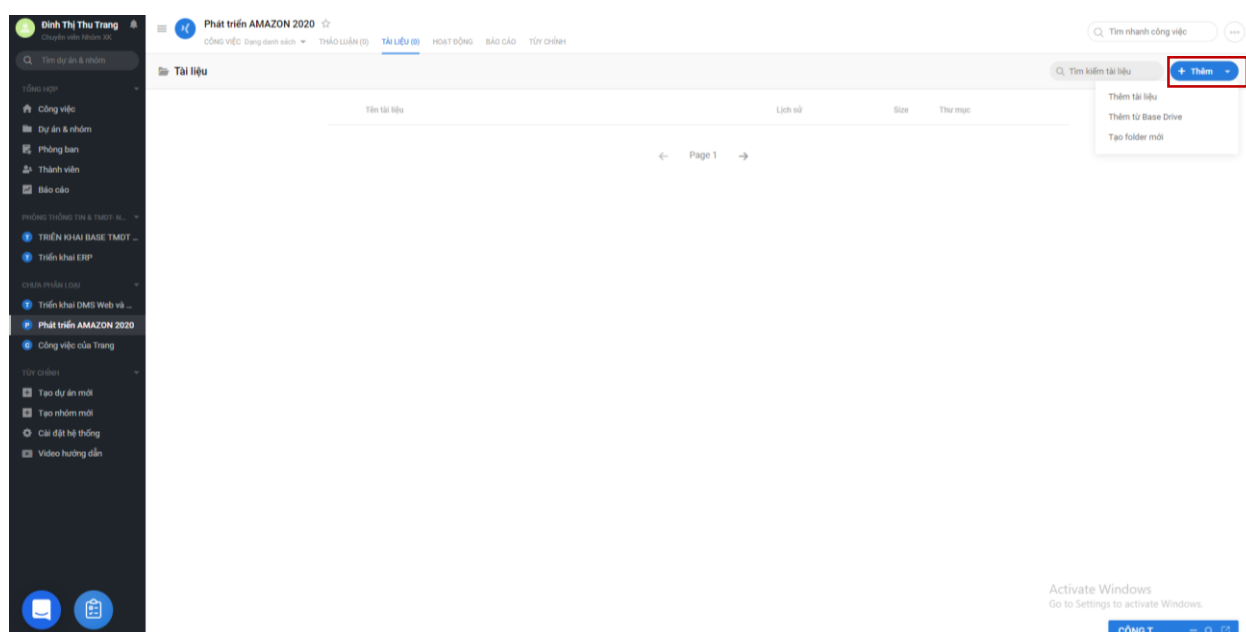 Đinh Thị Thu Trang
Chuyên viên Nhóm XK
Tìm dự án & nhóm
TỔNG HỢP
Công việc
Dự án & nhóm
Phòng ban
Thành viên
Báo cáo
PHÒNG THÔNG TIN & TMDT- N...
TRIỂN KHAI BASE TMDT ...
Triển khai ERP
CHƯA PHÂN LOẠI
Triển khai DMS Web và ...
Phát triển AMAZON 2020
Công việc của Trang
TÙY CHỈNH
Tạo dự án mới
Tạo nhóm mới
Cài đặt hệ thống
Video hướng dẫn
Phát triển AMAZON 2020
CÔNG VIỆC Dạng danh sách THẢO LUẬN (0) TÀI LIỆU (0) HOẠT ĐỘNG BÁO CÁO TÙY CHỈNH
Tìm nhanh công việc
Tài liệu
Tìm kiếm tài liệu
+ Thêm
Thêm tài liệu
Thêm từ Base Drive
Tạo folder mới
Tên tài liệu Lịch sử Size Thư mục
← Page 1 →
Activate Windows
Go to Settings to activate Windows.
CÔNG T